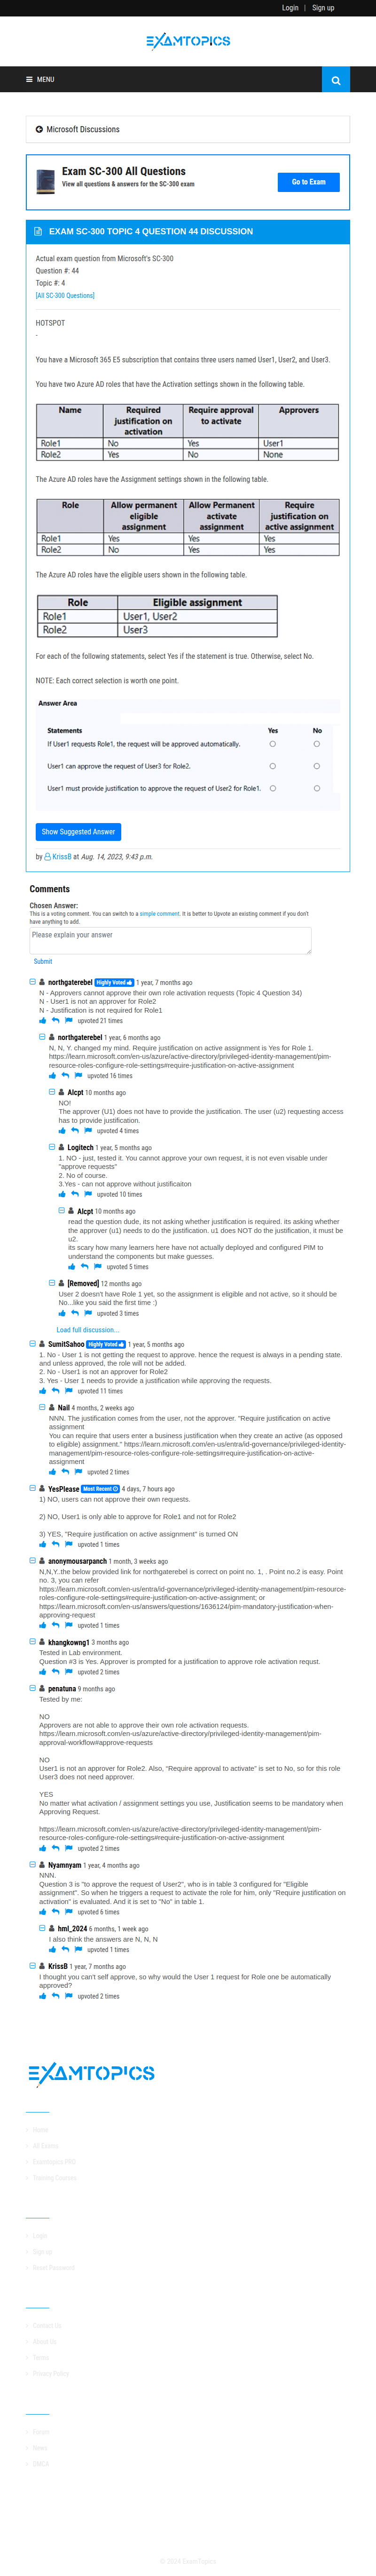 Login | Sign up
EXAMTOPICS
MENU
Microsoft Discussions
Exam SC-300 All Questions
View all questions & answers for the SC-300 exam
Go to Exam
EXAM SC-300 TOPIC 4 QUESTION 44 DISCUSSION
Actual exam question from Microsoft's SC-300
Question #: 44
Topic #: 4
[All SC-300 Questions]
HOTSPOT
-
You have a Microsoft 365 E5 subscription that contains three users named User1, User2, and User3.
You have two Azure AD roles that have the Activation settings shown in the following table.
Name Required justification on activation Require approval to activate Approvers
Role1 No Yes User1
Role2 Yes No None
The Azure AD roles have the Assignment settings shown in the following table.
Role Allow permanent eligible assignment Allow Permanent activate assignment Require justification on active assignment
Role1 Yes Yes Yes
Role2 No Yes Yes
The Azure AD roles have the eligible users shown in the following table.
Role Eligible assignment
Role1 User1, User2
Role2 User3
For each of the following statements, select Yes if the statement is true. Otherwise, select No.
NOTE: Each correct selection is worth one point.
Answer Area
Statements Yes No
If User1 requests Role1, the request will be approved automatically.
User1 can approve the request of User3 for Role2.
User1 must provide justification to approve the request of User2 for Role1.
Show Suggested Answer
by KrissB at Aug. 14, 2023, 9:43 p.m.
Comments
Chosen Answer:
This is a voting comment. You can switch to a simple comment. It is better to Upvote an existing comment if you don't
have anything to add.
Please explain your answer
Submit
northgaterebel Highly Voted 1 year, 7 months ago
N - Approvers cannot approve their own role activation requests (Topic 4 Question 34)
N - User1 is not an approver for Role2
N - Justification is not required for Role1
upvoted 21 times
northgaterebel 1 year, 6 months ago
N, N, Y. changed my mind. Require justification on active assignment is Yes for Role 1.
https://learn.microsoft.com/en-us/azure/active-directory/privileged-identity-management/pim-
resource-roles-configure-role-settings#require-justification-on-active-assignment
upvoted 16 times
Alcpt 10 months ago
NO!
The approver (U1) does not have to provide the justification. The user (u2) requesting access
has to provide justification.
upvoted 4 times
Logitech 1 year, 5 months ago
1. NO - just, tested it. You cannot approve your own request, it is not even visable under
"approve requests"
2. No of course.
3.Yes - can not approve without justificaiton
upvoted 10 times
Alcpt 10 months ago
read the question dude, its not asking whether justification is required. its asking whether
the approver (u1) needs to do the justification. u1 does NOT do the justification, it must be
u2.
its scary how many learners here have not actually deployed and configured PIM to
understand the components but make guesses.
upvoted 5 times
[Removed] 12 months ago
User 2 doesn't have Role 1 yet, so the assignment is elegible and not active, so it should be
No...like you said the first time :)
upvoted 3 times
Load full discussion...
SumitSahoo Highly Voted 1 year, 5 months ago
1. No - User 1 is not getting the request to approve. hence the request is always in pending state.
and unless approved, the role will not be added.
2. No - User1 is not an approver for Role2
3. Yes - User 1 needs to provide a justification while approving the requests.
upvoted 11 times
Nail 4 months, 2 weeks ago
NNN. The justification comes from the user, not the approver. "Require justification on active
assignment
You can require that users enter a business justification when they create an active (as opposed
to eligible) assignment." https://learn.microsoft.com/en-us/entra/id-governance/privileged-identity-
management/pim-resource-roles-configure-role-settings#require-justification-on-active-
assignment
upvoted 2 times
YesPlease Most Recent 4 days, 7 hours ago
1) NO, users can not approve their own requests.
2) NO, User1 is only able to approve for Role1 and not for Role2
3) YES, "Require justification on active assignment" is turned ON
upvoted 1 times
anonymousarpanch 1 month, 3 weeks ago
N,N,Y..the below provided link for northgaterebel is correct on point no. 1, . Point no.2 is easy. Point
no. 3, you can refer
https://learn.microsoft.com/en-us/entra/id-governance/privileged-identity-management/pim-resource-
roles-configure-role-settings#require-justification-on-active-assignment; or
https://learn.microsoft.com/en-us/answers/questions/1636124/pim-mandatory-justification-when-
approving-request
upvoted 1 times
khangkowng1 3 months ago
Tested in Lab environment.
Question #3 is Yes. Approver is prompted for a justification to approve role activation requst.
upvoted 2 times
penatuna 9 months ago
Tested by me:
NO
Approvers are not able to approve their own role activation requests.
https://learn.microsoft.com/en-us/azure/active-directory/privileged-identity-management/pim-
approval-workflow#approve-requests
NO
User1 is not an approver for Role2. Also, "Require approval to activate" is set to No, so for this role
User3 does not need approver.
YES
No matter what activation / assignment settings you use, Justification seems to be mandatory when
Approving Request.
https://learn.microsoft.com/en-us/azure/active-directory/privileged-identity-management/pim-
resource-roles-configure-role-settings#require-justification-on-active-assignment
upvoted 2 times
Nyamnyam 1 year, 4 months ago
NNN.
Question 3 is "to approve the request of User2", who is in table 3 configured for "Eligible
assignment". So when he triggers a request to activate the role for him, only "Require justification on
activation" is evaluated. And it is set to "No" in table 1.
upvoted 6 times
hml_2024 6 months, 1 week ago
I also think the answers are N, N, N
upvoted 1 times
KrissB 1 year, 7 months ago
I thought you can't self approve, so why would the User 1 request for Role one be automatically
approved?
upvoted 2 times
EXAMTOPICS
Home
All Exams
Examtopics PRO
Training Courses
Login
Sign up
Reset Password
Contact Us
About Us
Terms
Privacy Policy
Forum
News
DMCA
© 2024 ExamTopics